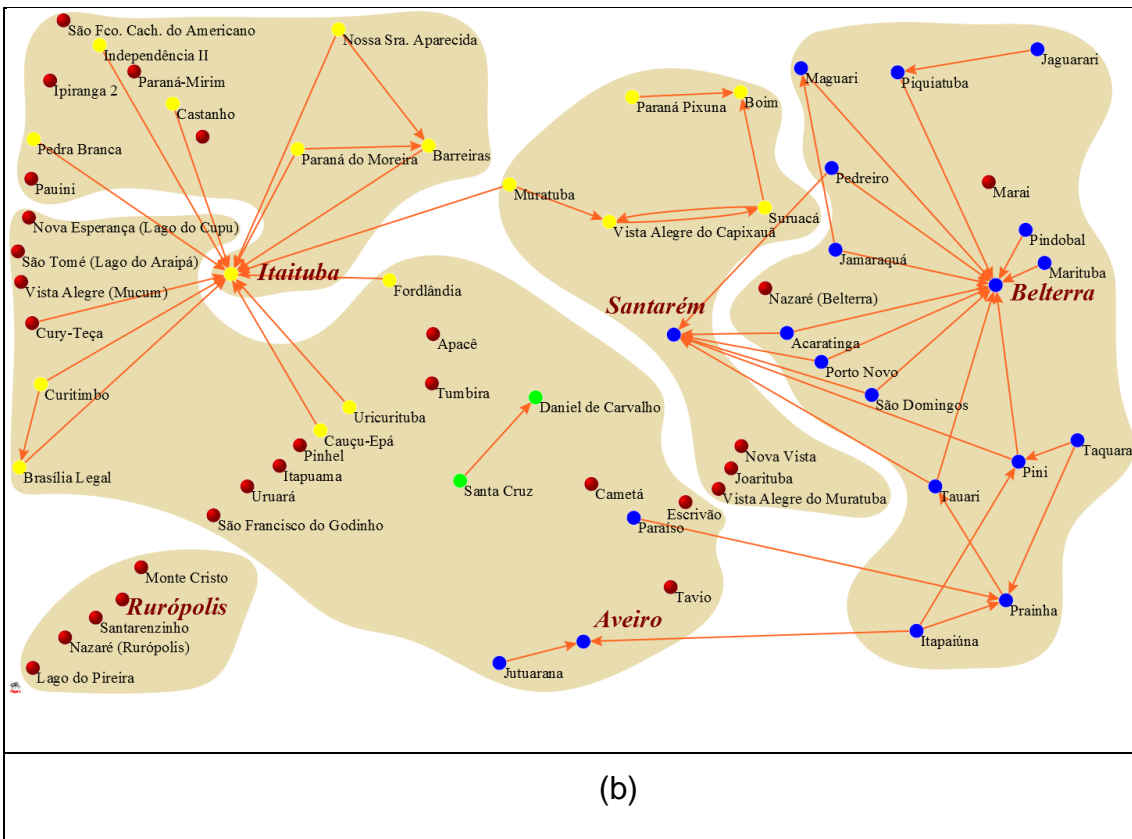 São Fco. Cach. do Americano
Independência II
Nossa Sra. Aparecida
Paraná-Mirim
Ipiranga 2
Castanho
Pedra Branca
Paraná do Moreira
Barreiras
Pauini
Nova Esperança (Lago do Cupu)
São Tomé (Lago do Araipá)
Vista Alegre (Mucum)
Itaituba
Cury-Teça
Fordlândia
Curitimbo
Brasília Legal
Apacê
Tumbira
Uricurituba
Cauçu-Epá
Pinhel
Itapuama
Uruará
São Francisco do Godinho
Daniel de Carvalho
Santa Cruz
Cametá
Escrivão
Paraíso
Tavio
Aveiro
Jutuarana
Monte Cristo
Rurópolis
Santarenzinho
Nazaré (Rurópolis)
Lago do Pireira
Paraná Pixuna
Boim
Muratuba
Suruacá
Vista Alegre do Capixauá
Santarém
Nova Vista
Joarituba
Vista Alegre do Muratuba
Jaguarari
Maguari
Piquiatuba
Pedreiro
Marai
Pindobal
Jamaraquá
Marituba
Nazaré (Belterra)
Belterra
Acaratinga
Porto Novo
São Domingos
Taquara
Pini
Tauari
Prainha
Itapaiúna
(b)